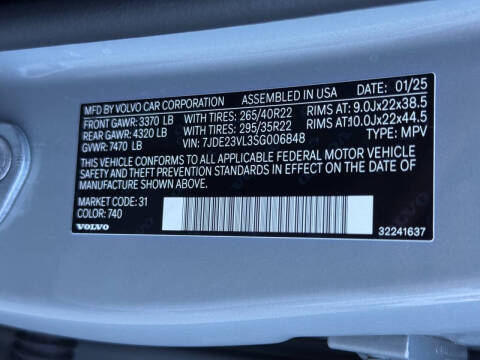 MFD BY VOLVO CAR CORPORATION ASSEMBLED IN USA DATE: 01/25
FRONT GAWR: 3370 LB WITH TIRES: 265/40R22 RIMS AT: 9.0Jx22x38.5
REAR GAWR: 4320 LB WITH TIRES: 295/35R22 RIMS AT:10.0Jx22x44.5
GVWR: 7470 LB VIN: 7JDE23VL3SG006848 TYPE: MPV
THIS VEHICLE CONFORMS TO ALL APPLICABLE FEDERAL MOTOR VEHICLE
SAFETY AND THEFT PREVENTION STANDARDS IN EFFECT ON THE DATE OF
MANUFACTURE SHOWN ABOVE.
MARKET CODE: 31
COLOR: 740
VOLVO 32241637